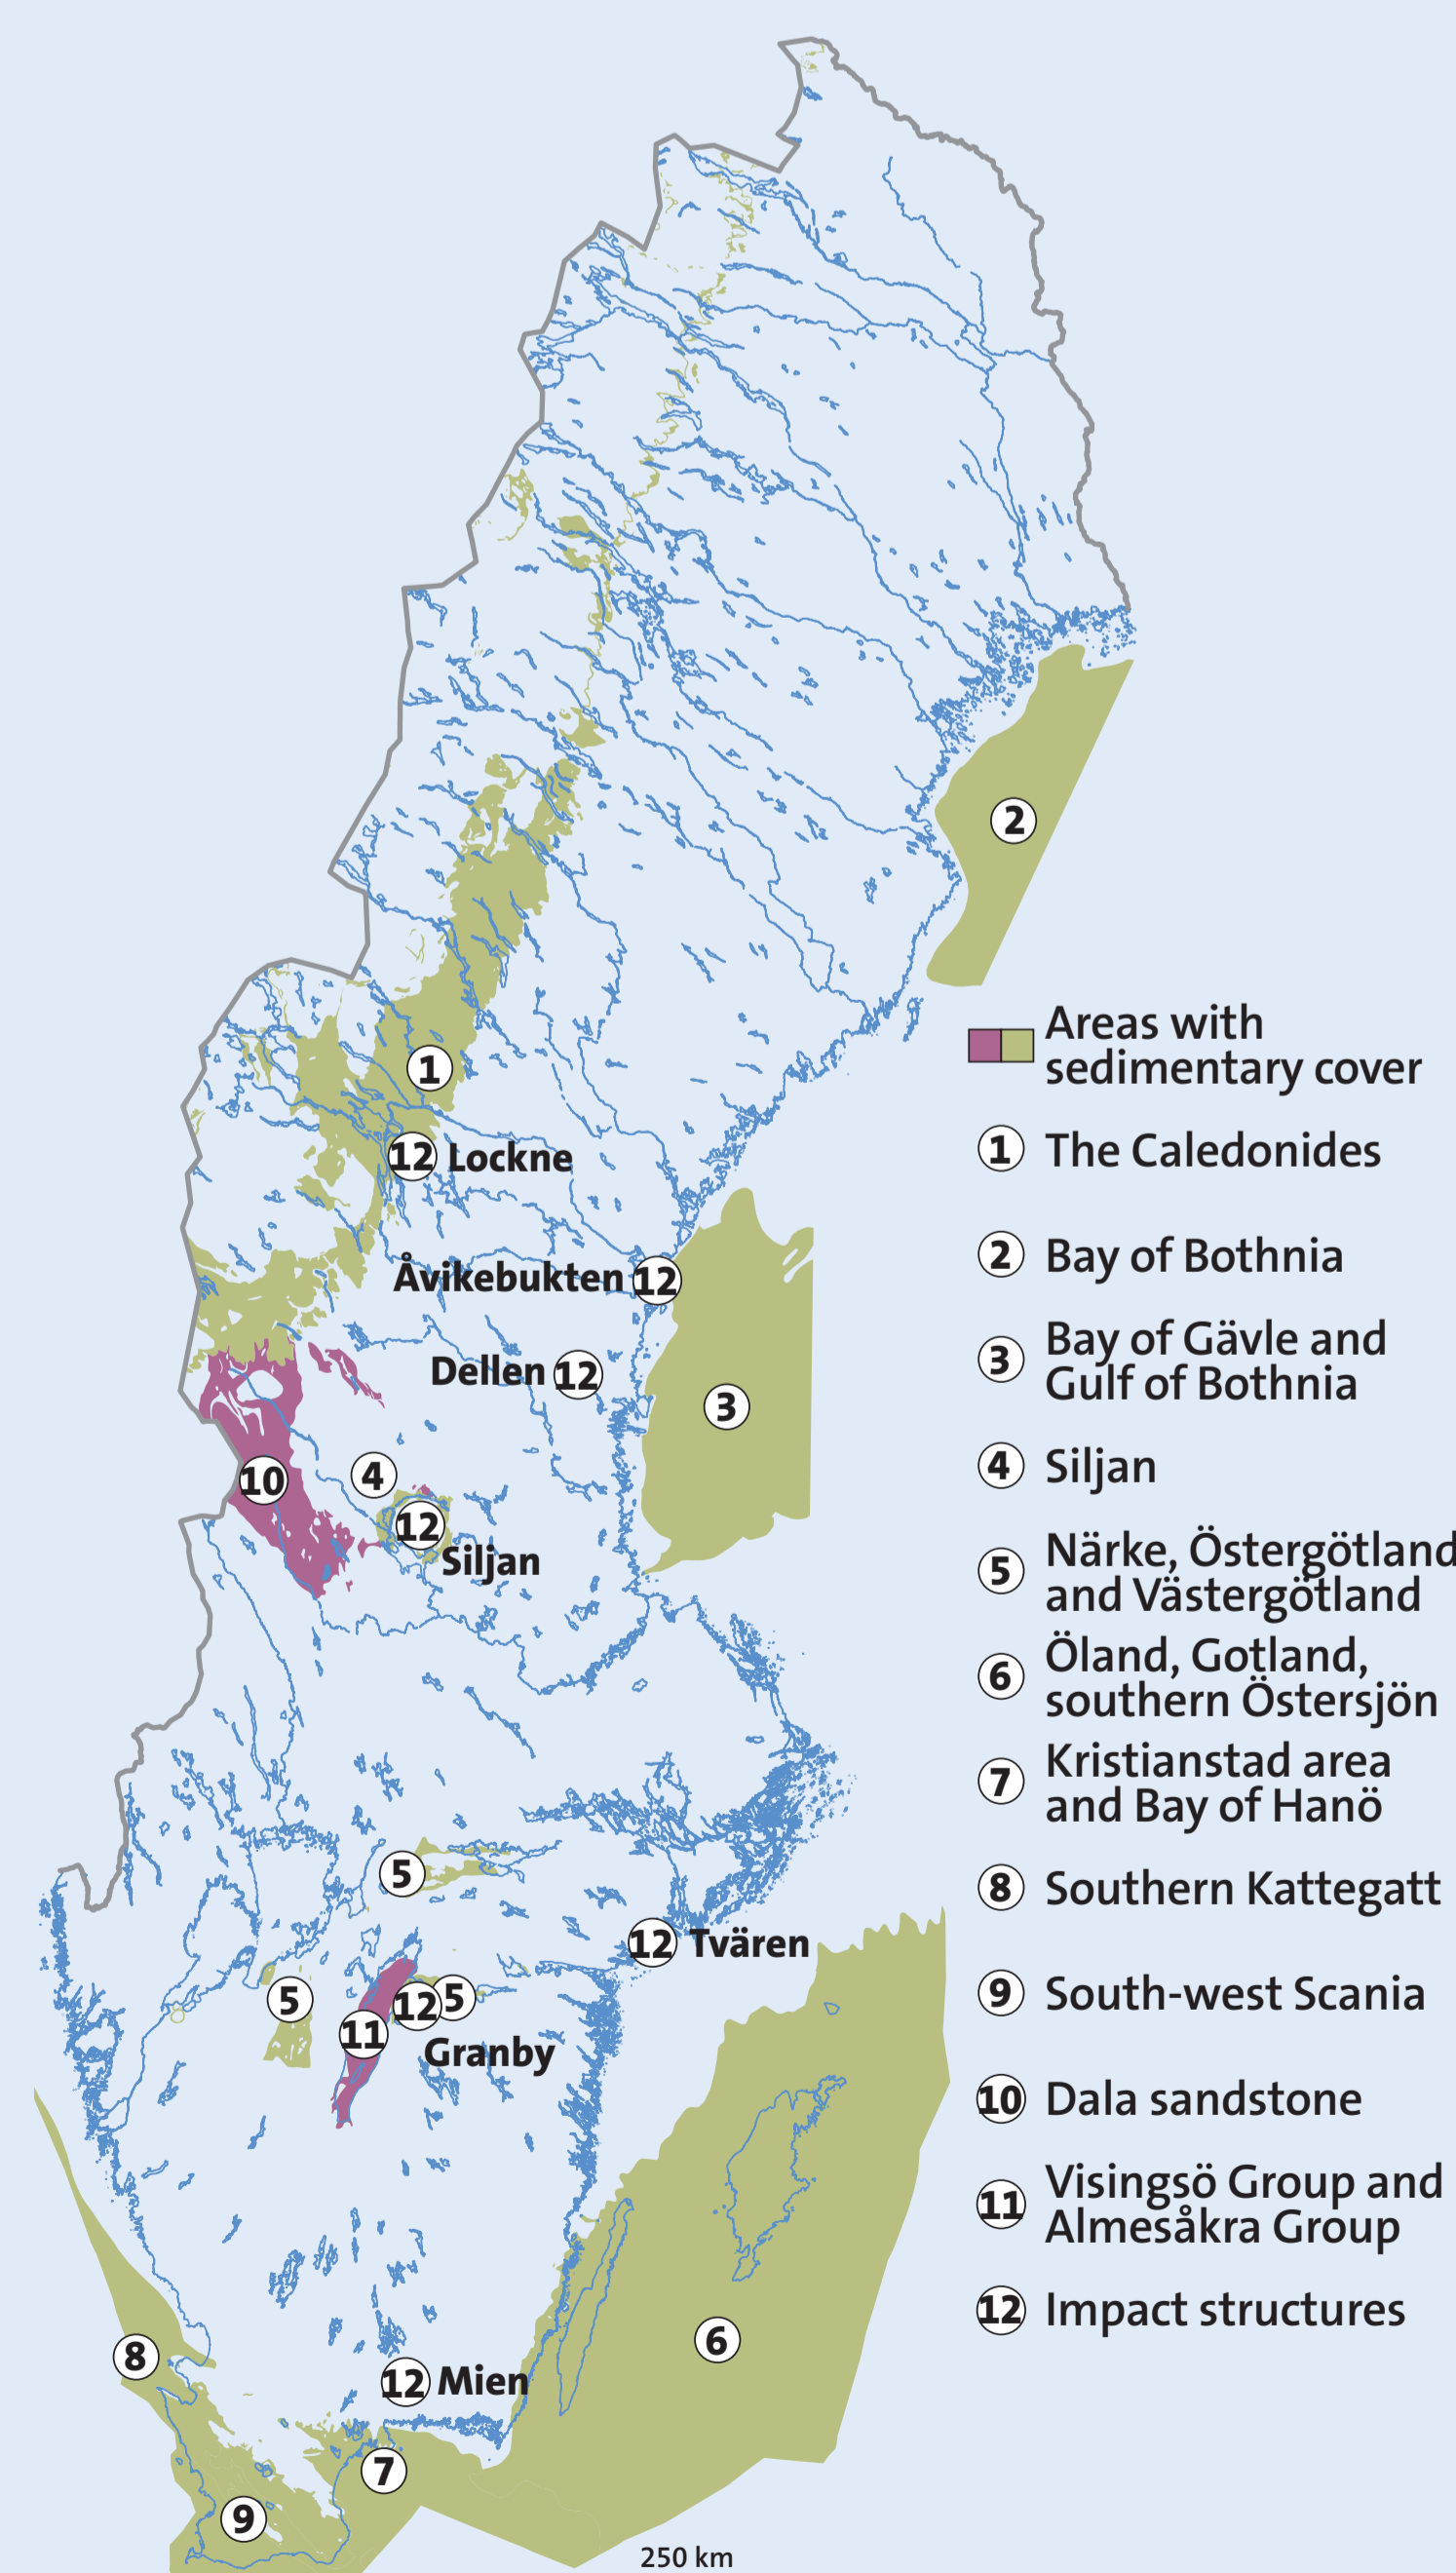 2
Areas with
sedimentary cover
1
1 The Caledonides
12 Lockne
2 Bay of Bothnia
Åvikebukten 12
3 Bay of Gävle and
Gulf of Bothnia
Dellen 12
3
4 Siljan
10
4
12
Siljan
5 Närke, Östergötland
and Västergötland
6 Öland, Gotland,
southern Östersjön
7 Kristianstad area
and Bay of Hanö
5
8 Southern Kattegatt
12 Tvären
9 South-west Scania
5
12
5
11
Granby
10 Dala sandstone
11 Visingsö Group and
Almesåkra Group
12 Impact structures
6
8
12 Mien
7
9
250 km